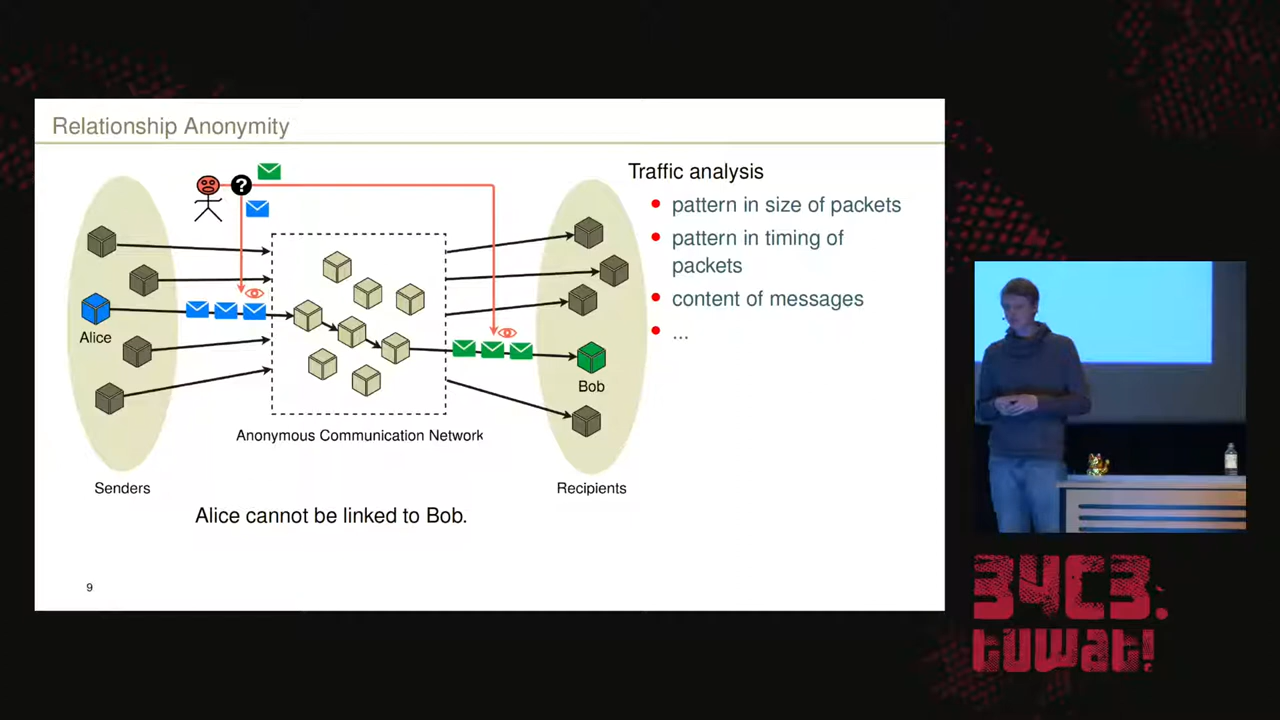 Relationship Anonymity
?
Traffic analysis
pattern in size of packets
pattern in timing of
packets
content of messages
...
Alice
Bob
Anonymous Communication Network
Senders
Recipients
Alice cannot be linked to Bob.
9
34C3.
tuwat!